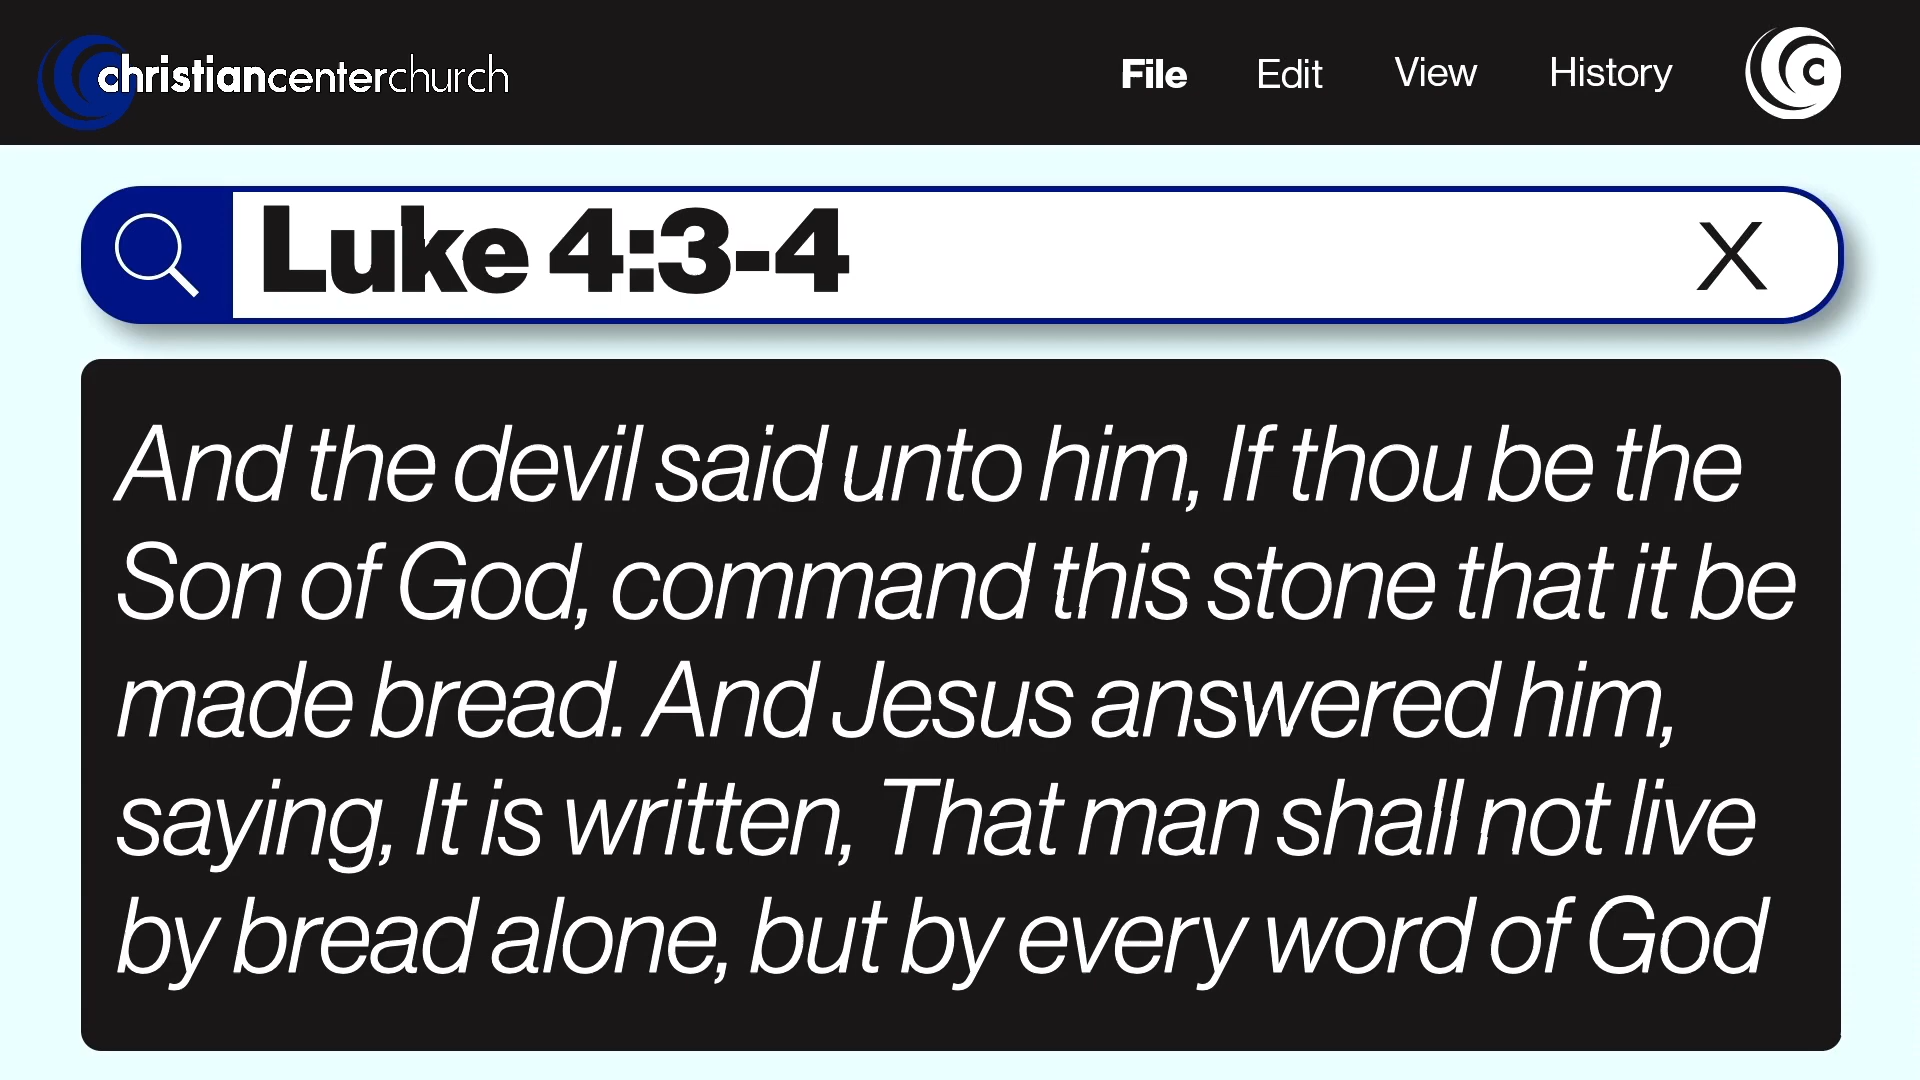 christiancenterchurch
File Edit View History
C
Luke 4:3-4 X
And the devil said unto him, If thou be the
Son of God, command this stone that it be
made bread. And Jesus answered him,
saying, It is written, That man shall not live
by bread alone, but by every word of God